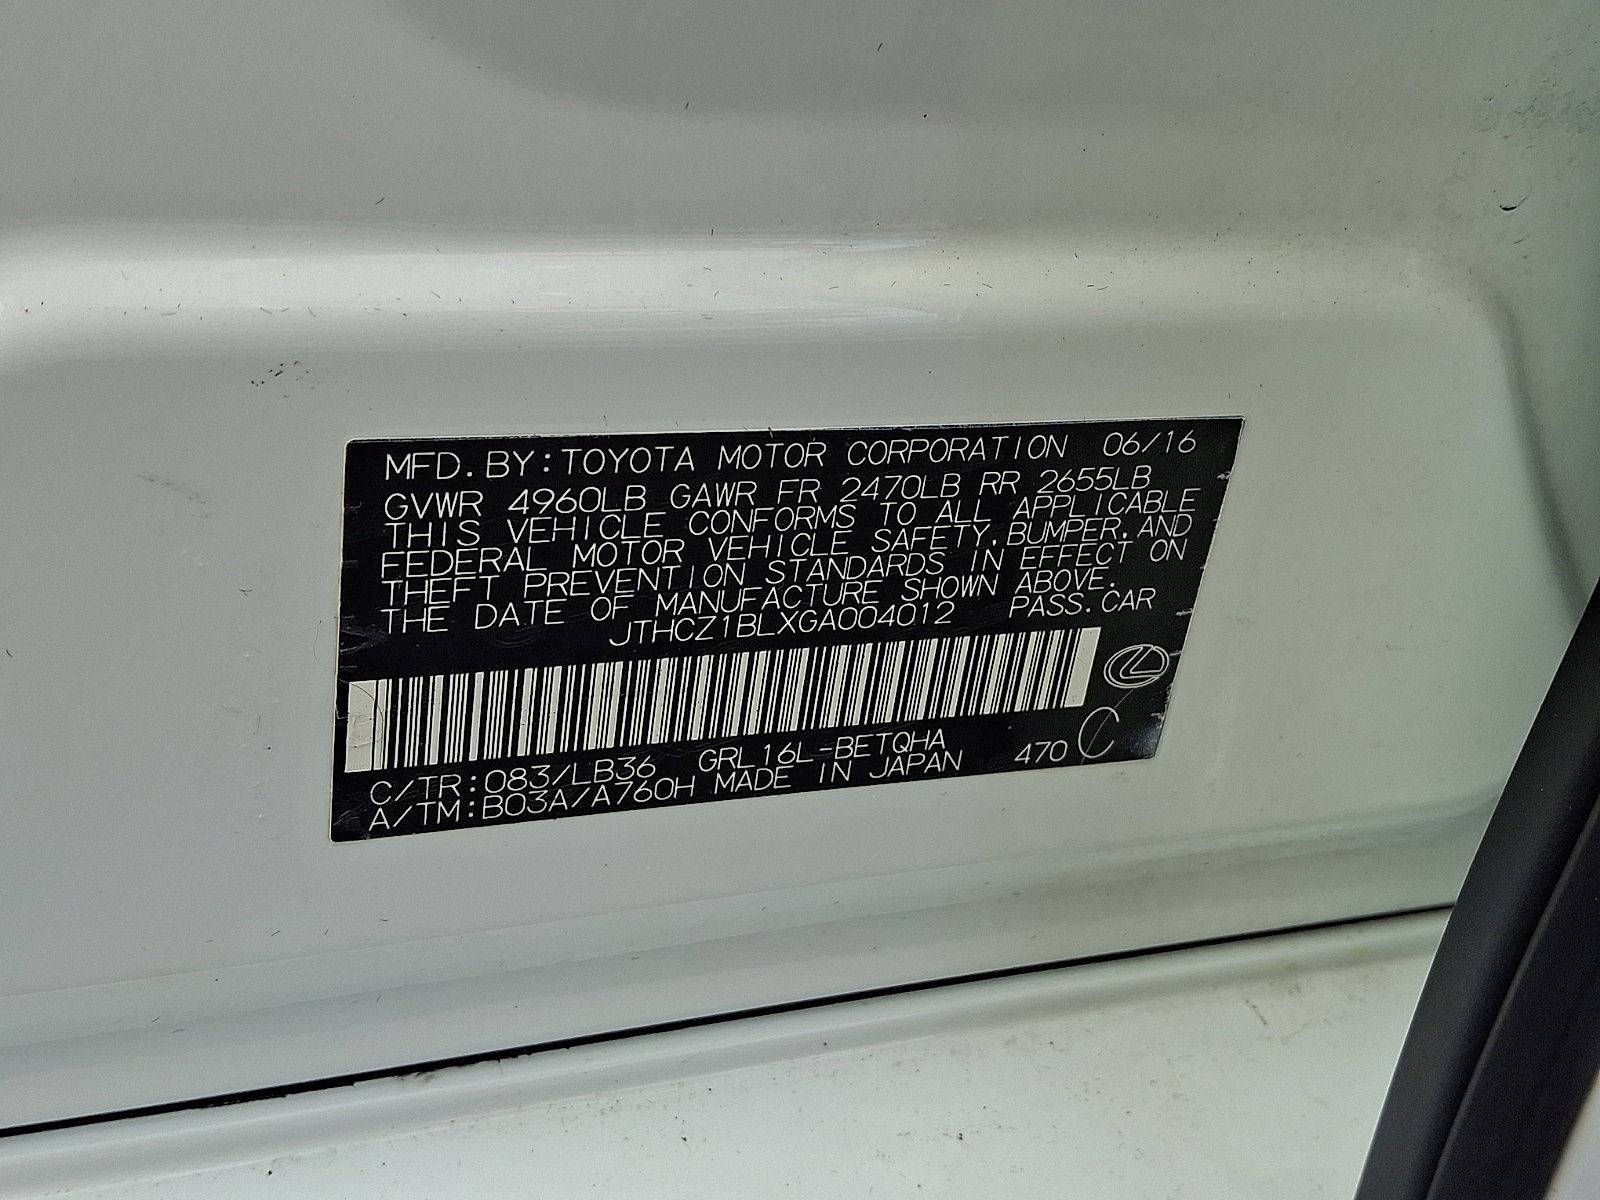 MFD. BY: TOYOTA MOTOR CORPORATION 06/16
GVWR 4960LB GAWR FR 2470LB RR 2655LB
THIS VEHICLE CONFORMS TO ALL APPLICABLE
FEDERAL MOTOR VEHICLE SAFETY, BUMPER, AND
THEFT PREVENTION STANDARDS IN EFFECT ON
THE DATE OF MANUFACTURE SHOWN ABOVE.
JTHCZ1BLXGA004012 PASS. CAR
C/TR: 083/LB36 GRL16L-BETQHA
A/TM: B03A/A760H MADE IN JAPAN 470 C